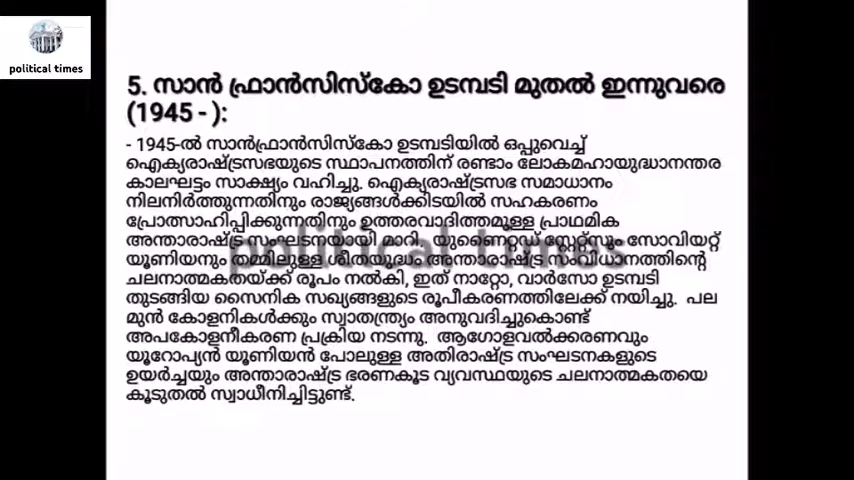 political times
5. സാൻ ഫ്രാൻസിസ്കോ ഉടമ്പടി മുതൽ ഇന്നുവരെ
(1945 - ):
- 1945-ൽ സാൻഫ്രാൻസിസ്കോ ഉടമ്പടിയിൽ ഒപ്പുവെച്ച്
ഐക്യരാഷ്ട്രസഭയുടെ സ്ഥാപനത്തിന് രണ്ടാം ലോകമഹായുദ്ധാനന്തര
കാലഘട്ടം സാക്ഷ്യം വഹിച്ചു. ഐക്യരാഷ്ട്രസഭ സമാധാനം
നിലനിർത്തുന്നതിനും രാജ്യങ്ങൾക്കിടയിൽ സഹകരണം
പ്രോത്സാഹിപ്പിക്കുന്നതിനും ഉത്തരവാദിത്തമുള്ള പ്രാഥമിക
അന്താരാഷ്ട്ര സംഘടനയായി മാറി, യുണൈറ്റഡ് സ്റ്റേറ്റ്സും സോവിയറ്റ്
യൂണിയനും തമ്മിലുള്ള ശീതയുദ്ധം അന്താരാഷ്ട്ര സംവിധാനത്തിന്റെ
ചലനാത്മകതയ്ക്ക് രൂപം നൽകി, ഇത് നാറ്റോ, വാർസോ ഉടമ്പടി
തുടങ്ങിയ സൈനിക സഖ്യങ്ങളുടെ രൂപീകരണത്തിലേക്ക് നയിച്ചു. പല
മുൻ കോളനികൾക്കും സ്വാതന്ത്ര്യം അനുവദിച്ചുകൊണ്ട്
അപകോളനീകരണ പ്രക്രിയ നടന്നു. ആഗോളവൽക്കരണവും
യൂറോപ്യൻ യൂണിയൻ പോലുള്ള അതിരാഷ്ട്ര സംഘടനകളുടെ
ഉയർച്ചയും അന്താരാഷ്ട്ര ഭരണകൂട വ്യവസ്ഥയുടെ ചലനാത്മകതയെ
കൂടുതൽ സ്വാധീനിച്ചിട്ടുണ്ട്.
political times